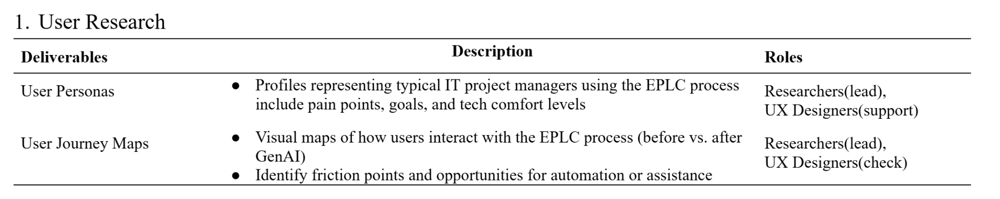 1. User Research
Deliverables Description Roles
User Personas
● Profiles representing typical IT project managers using the EPLC process
include pain points, goals, and tech comfort levels
Researchers(lead),
UX Designers(support)
User Journey Maps
● Visual maps of how users interact with the EPLC process (before vs. after
GenAI)
● Identify friction points and opportunities for automation or assistance
Researchers(lead),
UX Designers(check)